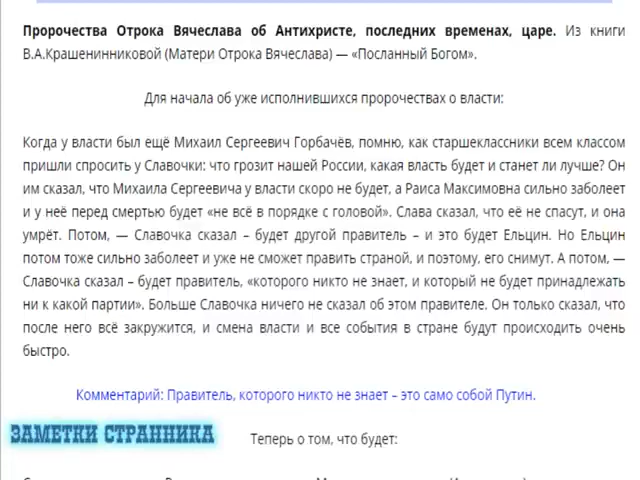 Пророчества Отрока Вячеслава об Антихристе, последних временах, царе. Из книги
В.А.Крашенинниковой (Матери Отрока Вячеслава) — «Посланный Богом».
Для начала об уже исполнившихся пророчествах о власти:
Когда у власти был ещё Михаил Сергеевич Горбачёв, помню, как старшеклассники всем классом
пришли спросить у Славочки: что грозит нашей России, какая власть будет и станет ли лучше? Он
им сказал, что Михаила Сергеевича у власти скоро не будет, а Раиса Максимовна сильно заболеет
и у неё перед смертью будет «не всё в порядке с головой». Слава сказал, что её не спасут, и она
умрёт. Потом, — Славочка сказал – будет другой правитель – и это будет Ельцин. Но Ельцин
потом тоже сильно заболеет и уже не сможет править страной, и поэтому, его снимут. А потом, —
Славочка сказал – будет правитель, «которого никто не знает, и который не будет принадлежать
ни к какой партии». Больше Славочка ничего не сказал об этом правителе. Он только сказал, что
после него всё закружится, и смена власти и все события в стране будут происходить очень
быстро.
Комментарий: Правитель, которого никто не знает – это само собой Путин.
ЗАМЕТКИ СТРАННИКА
Теперь о том, что будет: